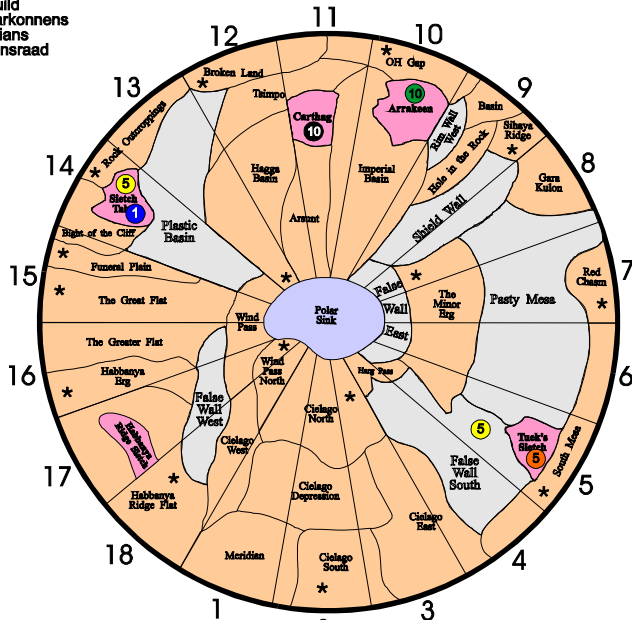 arkonnens
ians
nsraad
11
12
10
Broken Land
OH Gap
13
Tsimpo
9
Carthag
10
10
Arrakeen
Basin
Rim Wall
West
Sihaya
Ridge
Rock Outcroppings
Hole in the Rock
14
8
Hagga
Basin
Imperial
Basin
Gara
Kulon
5
Sietch
1
Shield Wall
Arsunt
Plastic
Basin
Bight of the Cliff
Funeral Plain
7
15
Red
Chasm
The Great Flat
False
Wall
East
The
Minor
Erg
Pasty Mesa
Polar
Sink
Wind
Pass
The Greater Flat
Wind
Pass
North
Harg Pass
16
Habbanya
Erg
6
False
Wall
West
Cielago
North
Habbanya
Ridge Sietch
5
Tuek's
Sietch
5
South Mesa
Cielago
West
False
Wall
South
17
5
Cielago
Depression
Habbanya
Ridge Flat
Cielago
East
18
4
Meridian
Cielago
South
1
3